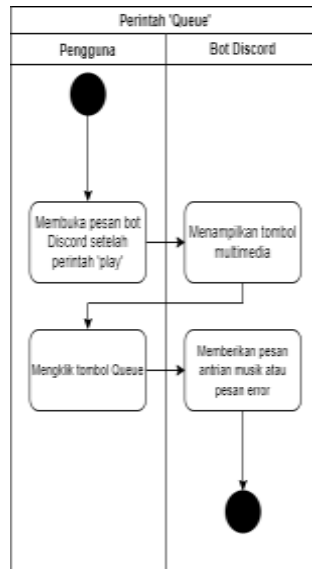 Perintah 'Queue'
Pengguna
Bot Discord
Membuka pesan bot
Discord setelah
perintah 'play'
Menampilkan tombol
multimedia
Mengklik tombol Queue
Memberikan pesan
antrian musik atau
pesan error